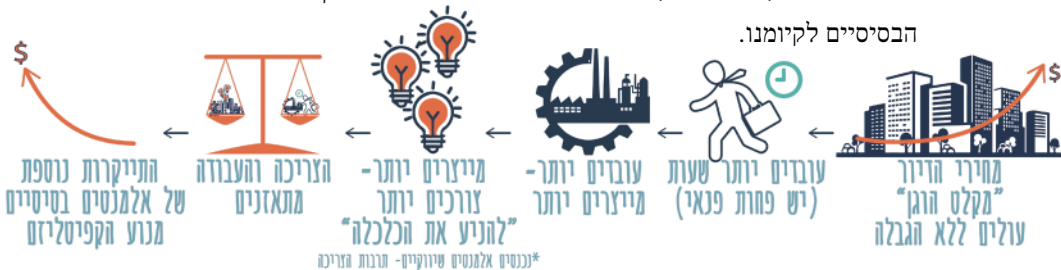 הבסיסיים לקיומנו.
מחירי הדיור
"מקלט הוגן"
עולים ללא הגבלה
עובדים יותר שעות
(יש פחות פנאי)
עובדים יותר-
מייצרים יותר
מייצרים יותר-
צורכים יותר
"להניע את הכלכלה"
*נכנסים אלמנטים שיווקיים- תרבות הצריכה
הצריכה והעבודה
מתאזנים
התייקרות נוספת
של אלמנטים בסיסיים
מנוע הקפיטליזם
$
$